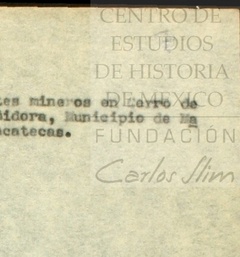 CENTRO DE
ESTUDIOS
DE HISTORIA
DE MEXICO
FUNDACIÓN
Carlos Slim
tes mineros en Cerro de
sidora, Municipio de Ma
acatecas.